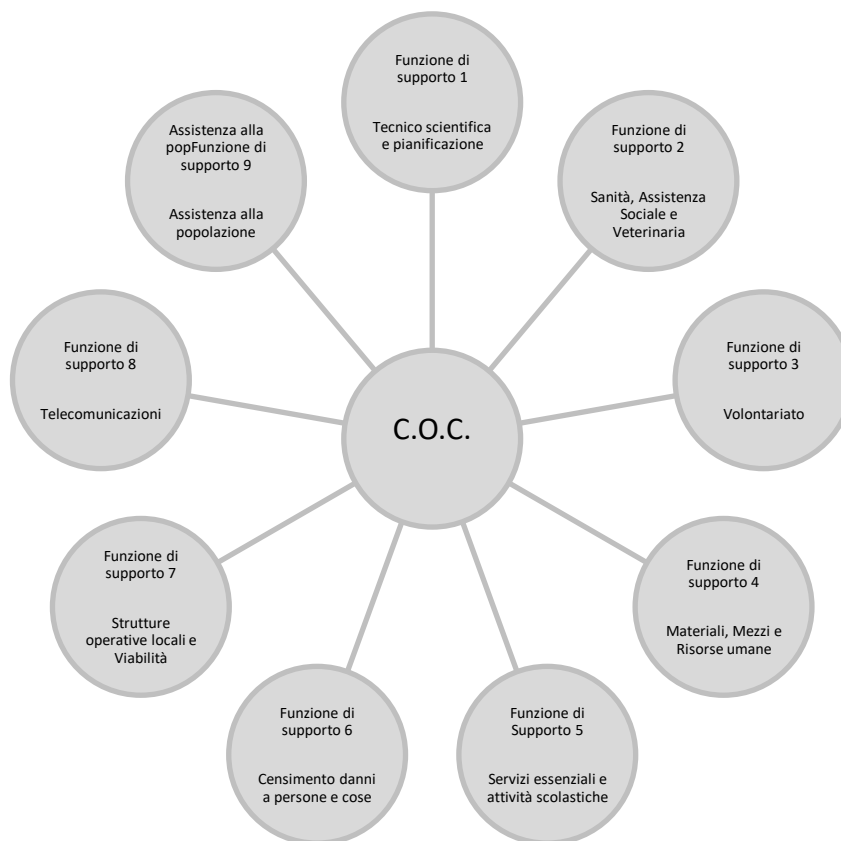 Funzione di
supporto 1
Tecnico scientifica
e pianificazione
Funzione di
supporto 2
Sanità, Assistenza
Sociale e
Veterinaria
Funzione di
supporto 3
Volontariato
Funzione di
supporto 4
Materiali, Mezzi e
Risorse umane
Funzione di
Supporto 5
Servizi essenziali e
attività scolastiche
Funzione di
supporto 6
Censimento danni
a persone e cose
Funzione di
supporto 7
Strutture
operative locali e
Viabilità
Funzione di
supporto 8
Telecomunicazioni
Assistenza alla
popFunzione di
supporto 9
Assistenza alla
popolazione
C.O.C.